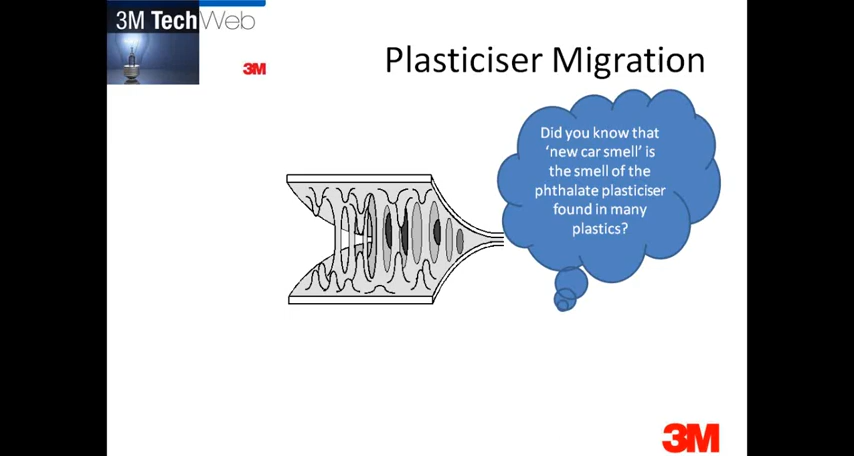 3M TechWeb
3M
Plasticiser Migration
Did you know that
‘new car smell’ is
the smell of the
phthalate plasticiser
found in many
plastics?
3M